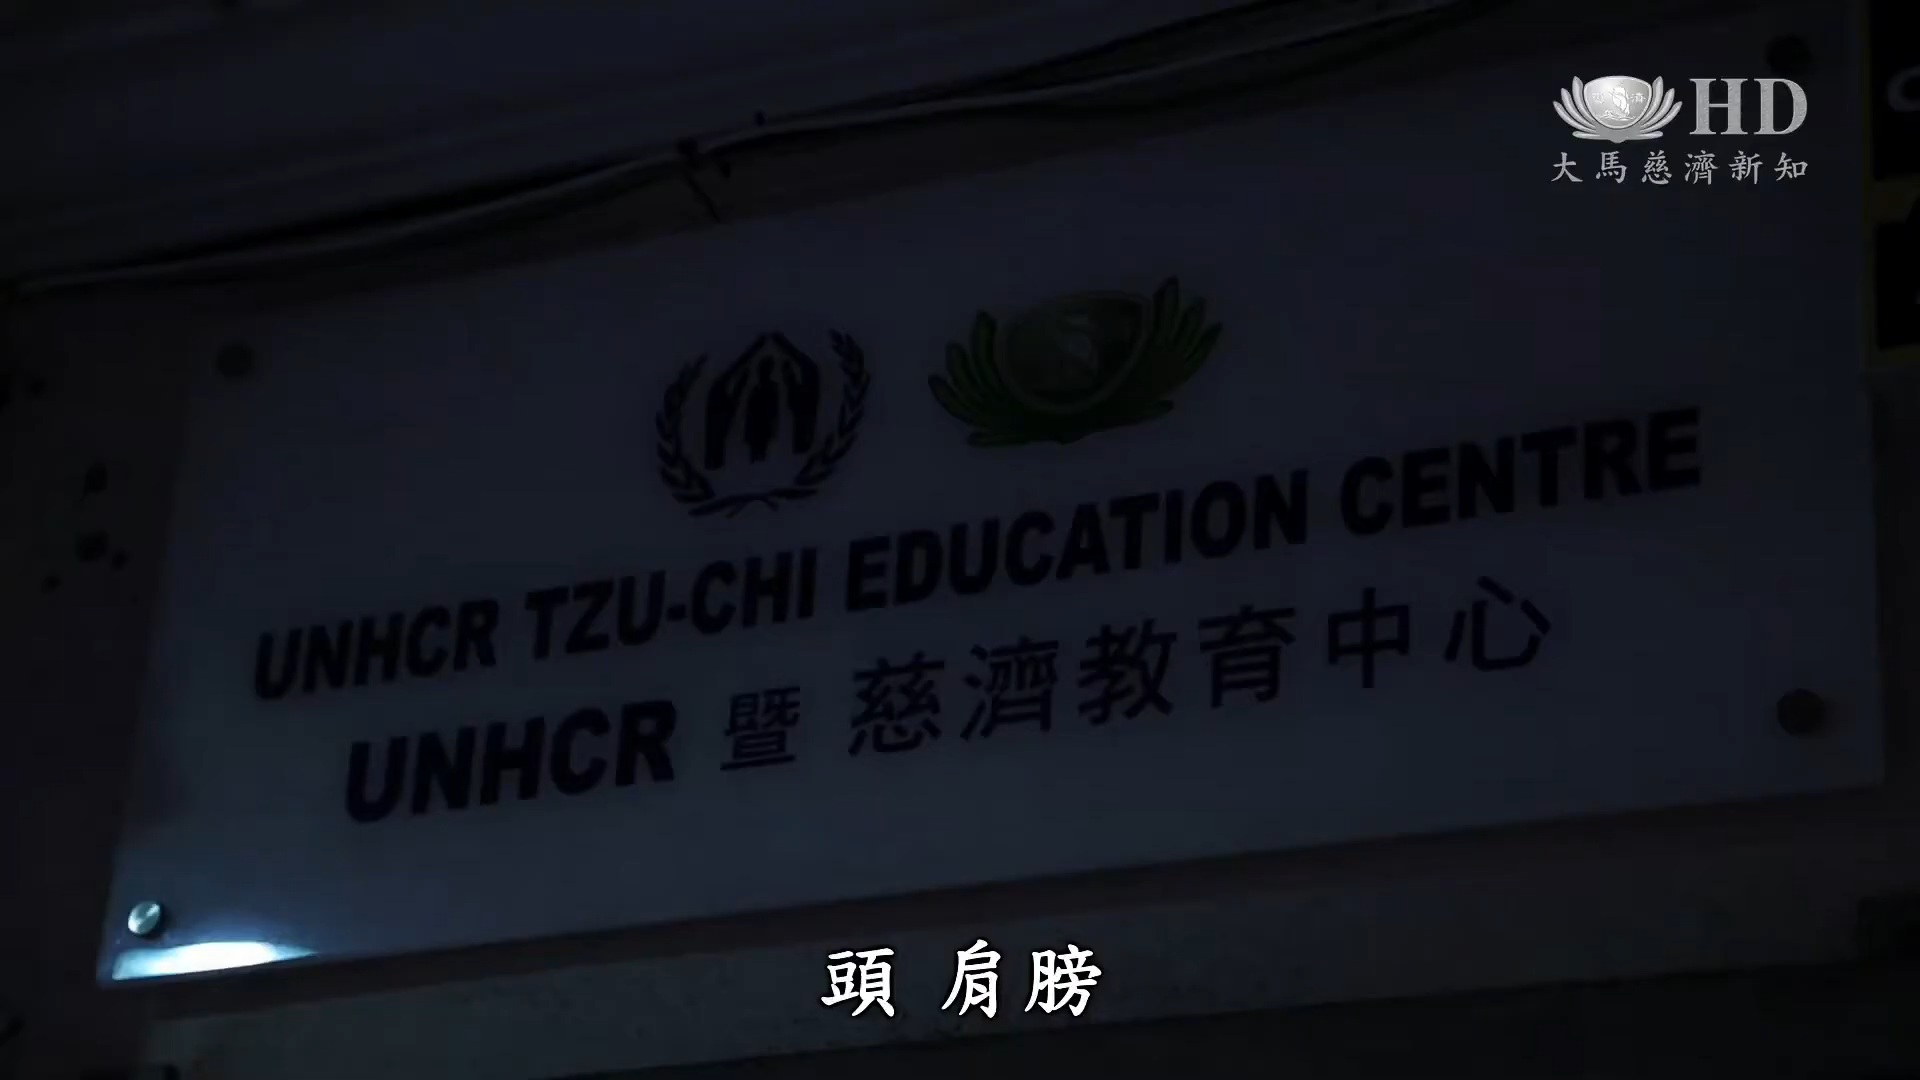 HD
大馬慈濟新知
UNHCR TZU-CHI EDUCATION CENTRE
UNHCR 暨 慈濟教育中心
頭 肩膀